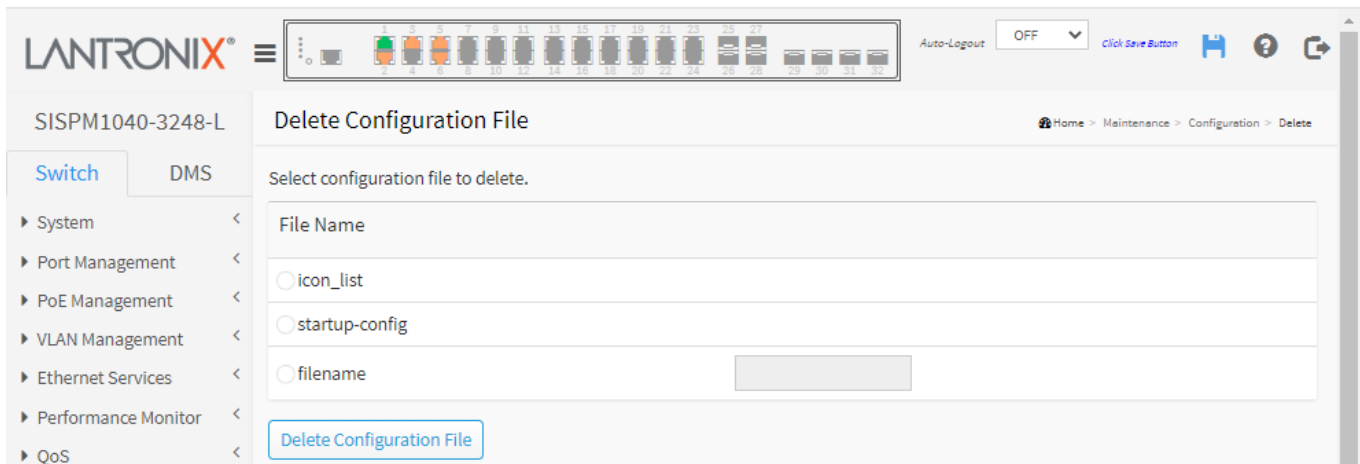 1 3 5 7 9 11 13 15 17 19 21 23 25 27
LANTRONIX®
Auto-Logout OFF Click Save Button
2 4 6 8 10 12 14 16 18 20 22 24 26 28 29 30 31 32
SISPM1040-3248-L
Delete Configuration File
Home > Maintenance > Configuration > Delete
Switch DMS
Select configuration file to delete.
System
File Name
Port Management
icon_list
PoE Management
startup-config
VLAN Management
filename
Ethernet Services
Performance Monitor
Delete Configuration File
QoS